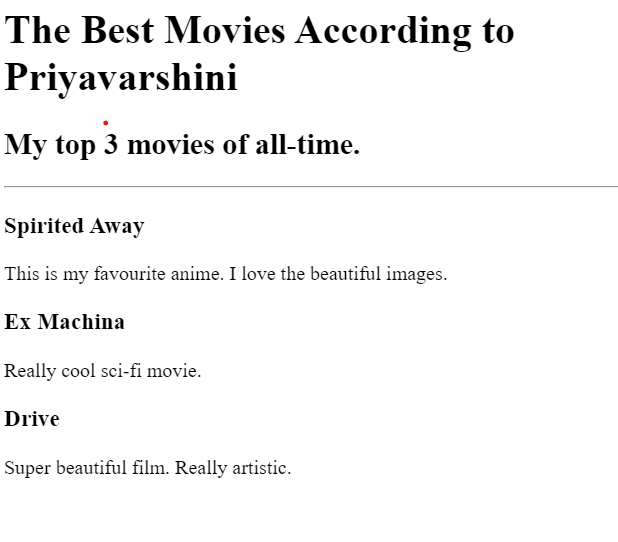 The Best Movies According to
Priyavarshini
My top 3 movies of all-time.
Spirited Away
This is my favourite anime. I love the beautiful images.
Ex Machina
Really cool sci-fi movie.
Drive
Super beautiful film. Really artistic.